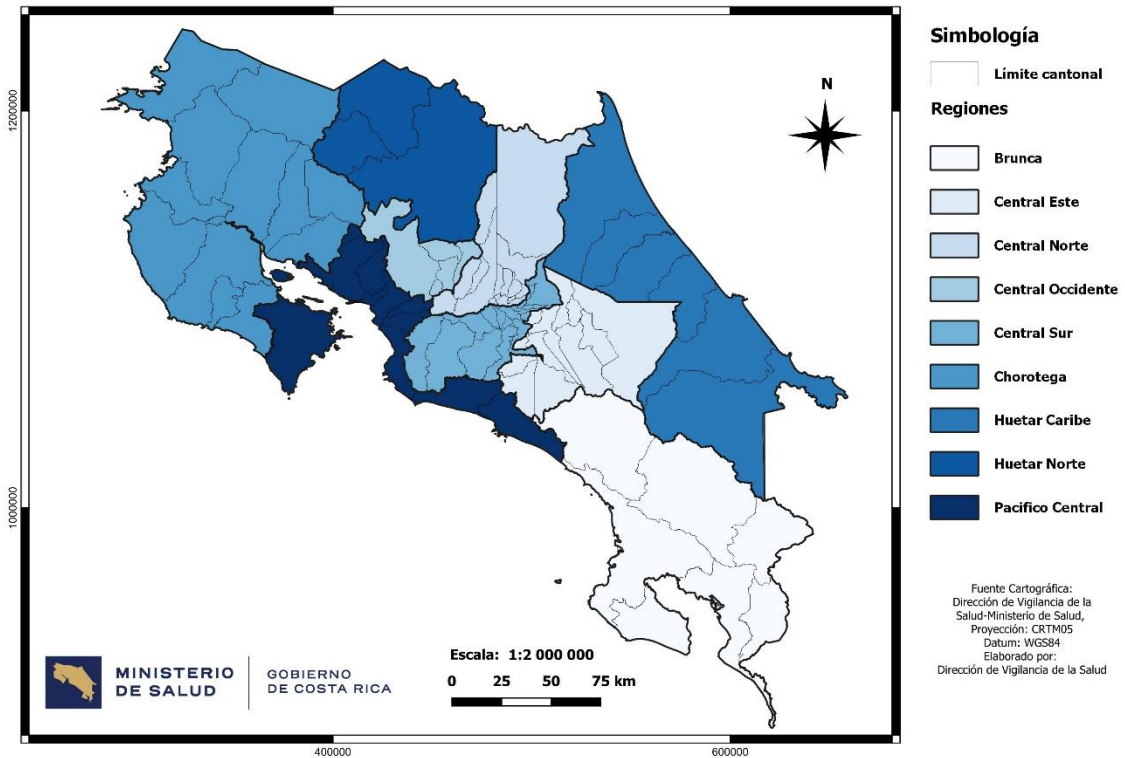 Simbología
Límite cantonal
Regiones
Brunca
Central Este
Central Norte
Central Occidente
Central Sur
Chorotega
Huetar Caribe
Huetar Norte
Pacifico Central
N
1200000
1000000
400000
600000
Escala: 1:2 000 000
0 25 50 75 km
MINISTERIO
DE SALUD
GOBIERNO
DE COSTA RICA
Fuente Cartográfica:
Dirección de Vigilancia de la
Salud-Ministerio de Salud,
Proyección: CRTM05
Datum: WGS84
Elaborado por:
Dirección de Vigilancia de la Salud